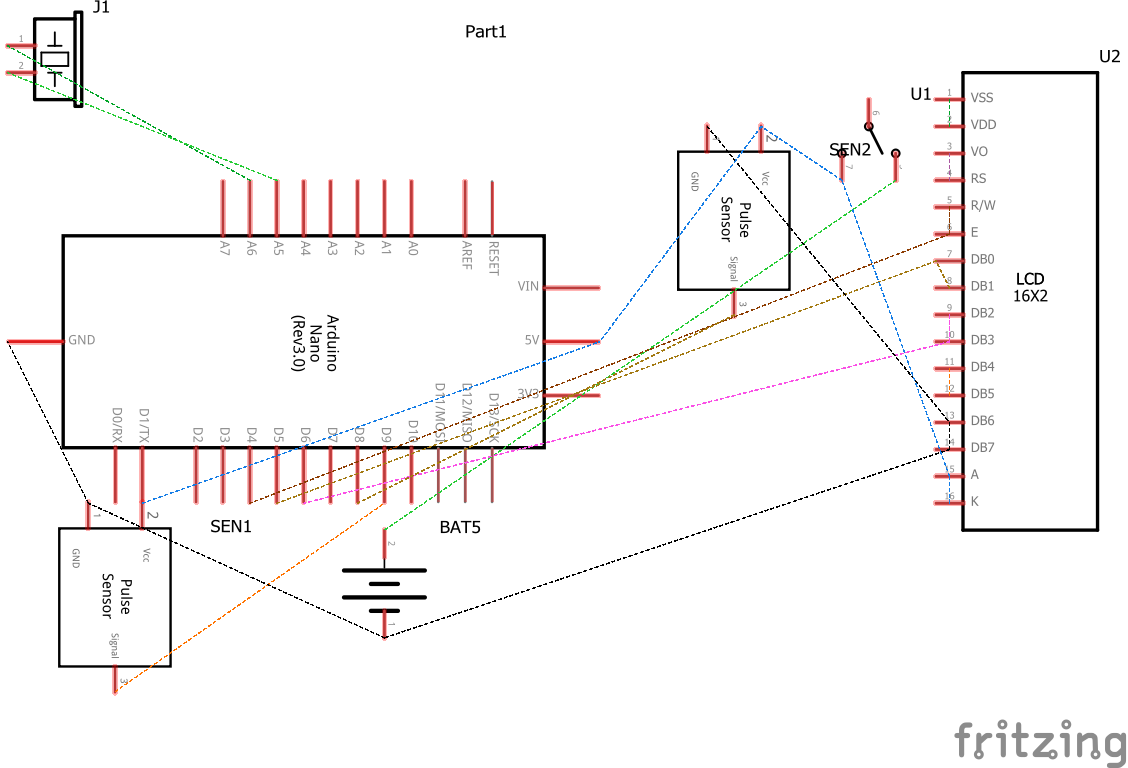 J1
Part1
1
2
U2
U1
SEN2
1
VSS
2
VDD
3
VO
4
RS
5
R/W
6
E
7
DB0
8
DB1
9
DB2
10
DB3
11
DB4
12
DB5
13
DB6
14
DB7
15
A
16
K
LCD
16X2
6
7
2
GND
Vcc
Pulse
Sensor
Signal
3
A7
A6
A5
A4
A3
A2
A1
A0
AREF
RESET
VIN
5V
3V3
GND
Arduino
Nano
(Rev3.0)
D0/RX
D1/TX
D2
D3
D4
D5
D6
D7
D8
D9
D10
D11/MOSI
D12/MISO
D13/SCK
SEN1
BAT5
1
2
GND
Vcc
Pulse
Sensor
Signal
3
2
1
fritzing